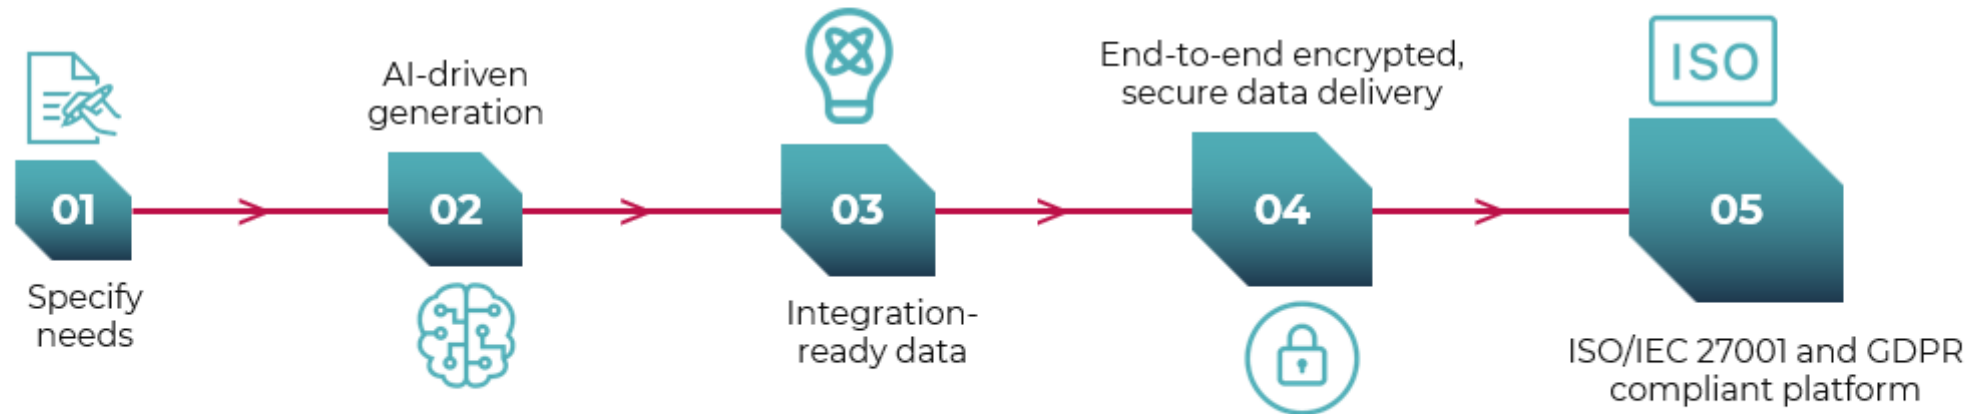 01
Specify
needs
AI-driven
generation
02
03
Integration-
ready data
End-to-end encrypted,
secure data delivery
04
ISO
05
ISO/IEC 27001 and GDPR
compliant platform